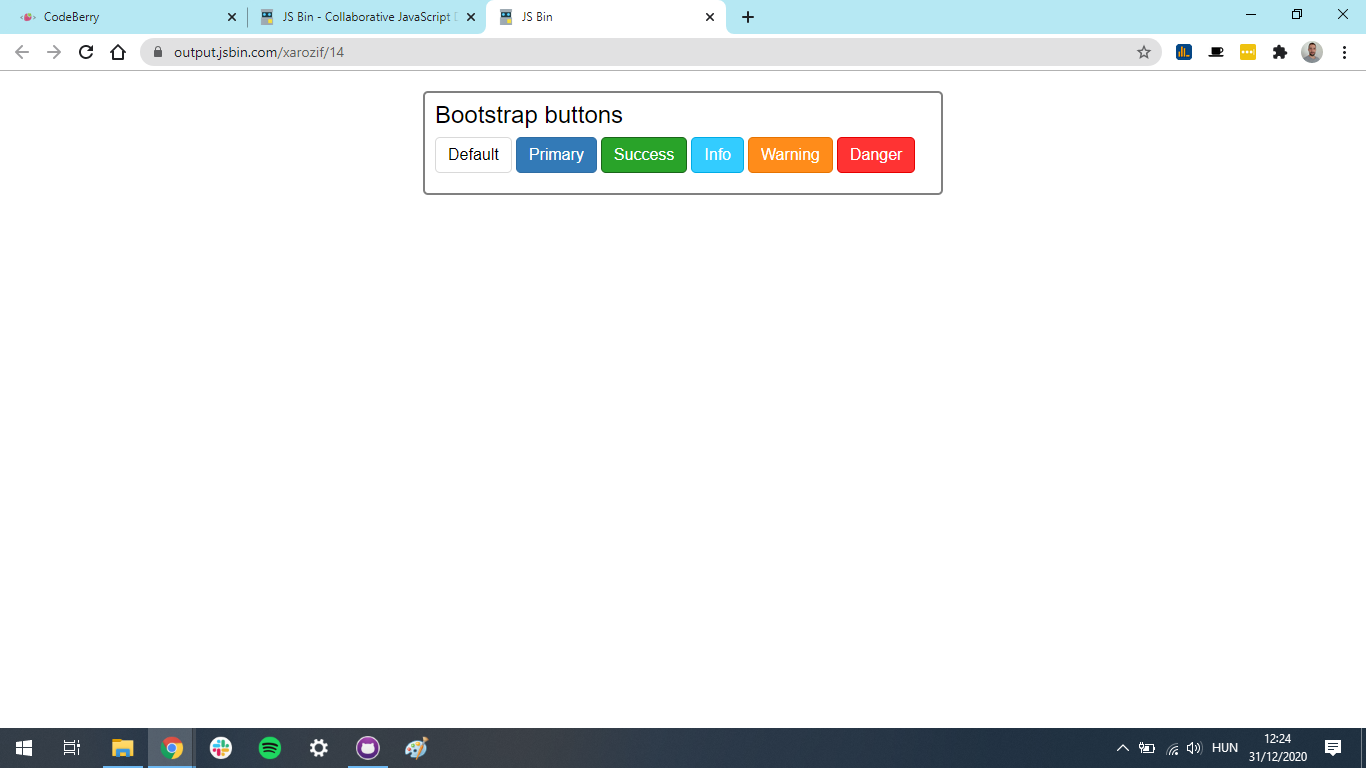 CodeBerry
JS Bin - Collaborative JavaScript
JS Bin
output.jsbin.com/xarozif/14
Bootstrap buttons
Default Primary Success Info Warning Danger
HUN
12:24
31/12/2020